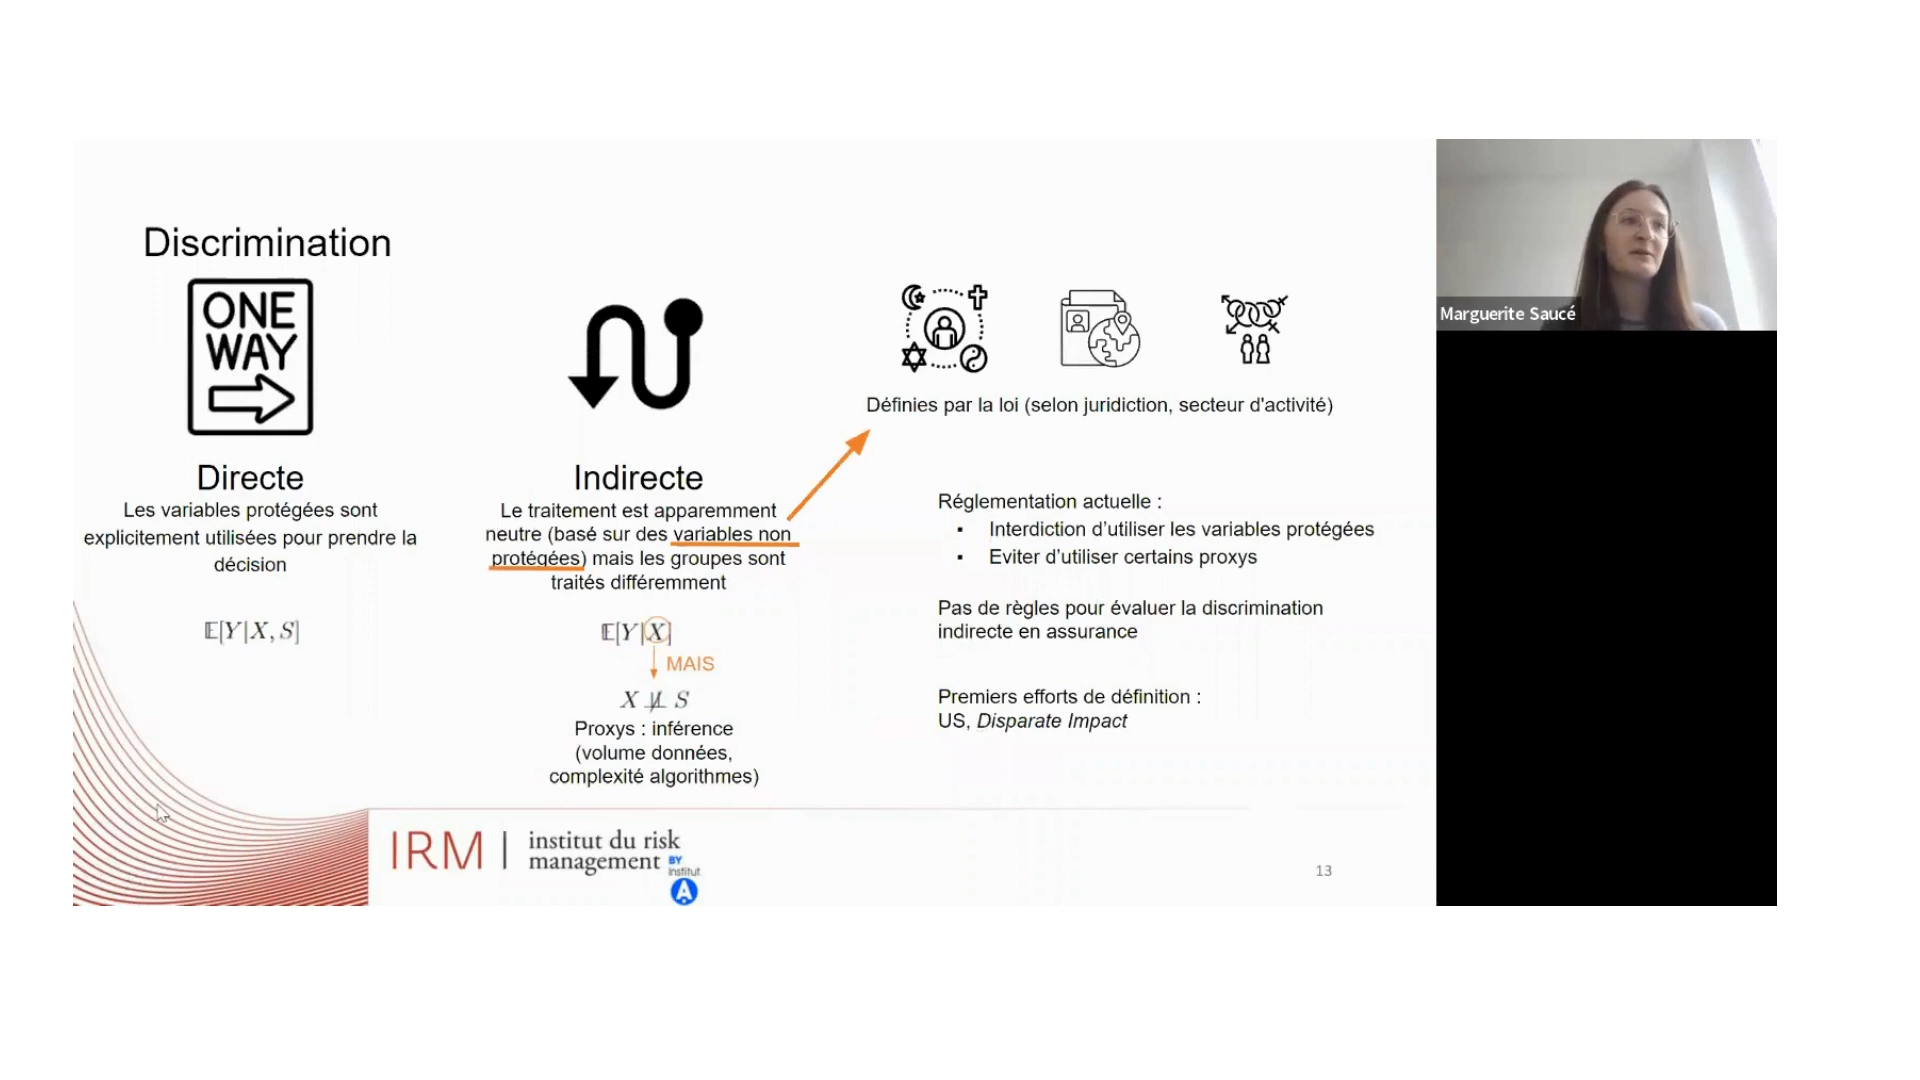 Discrimination
ONE
WAY
Directe
Les variables protégées sont
explicitement utilisées pour prendre la
décision
𝔼[Y|X, S]
Indirecte
Le traitement est apparemment
neutre (basé sur des variables non
protégées) mais les groupes sont
traités différemment
𝔼[Y|X]
MAIS
X ⊥̸⊥ S
Proxys : inférence
(volume données,
complexité algorithmes)
Définies par la loi (selon juridiction, secteur d'activité)
Réglementation actuelle :
▪ Interdiction d’utiliser les variables protégées
▪ Eviter d’utiliser certains proxys
Pas de règles pour évaluer la discrimination
indirecte en assurance
Premiers efforts de définition :
US, Disparate Impact
Marguerite Saucé
IRM | institut du risk
management BY
Institut
A
13